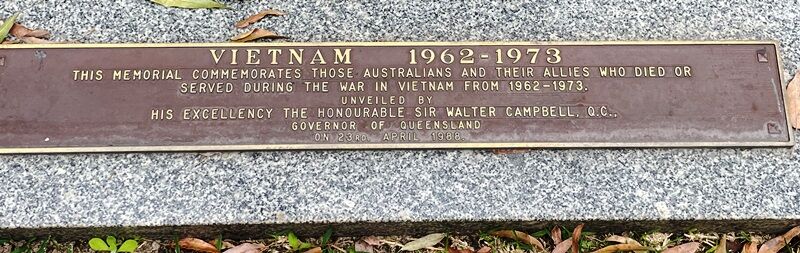 VIETNAM 1962-1973
THIS MEMORIAL COMMEMORATES THOSE AUSTRALIANS AND THEIR ALLIES WHO DIED OR
SERVED DURING THE WAR IN VIETNAM FROM 1962-1973.
UNVEILED BY
HIS EXCELLENCY THE HONOURABLE SIR WALTER CAMPBELL, Q.C.,
GOVERNOR OF QUEENSLAND
ON 23RD. APRIL 1988.